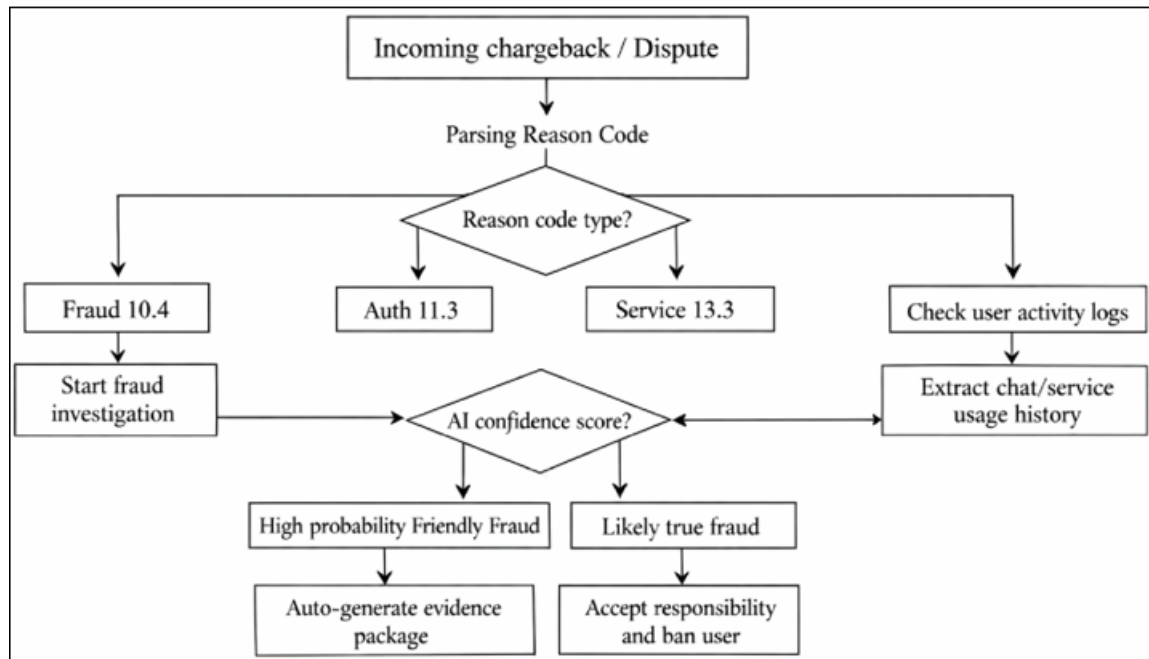 Incoming chargeback / Dispute
Parsing Reason Code
Reason code type?
Fraud 10.4
Auth 11.3
Service 13.3
Check user activity logs
Start fraud
investigation
AI confidence score?
Extract chat/service
usage history
High probability Friendly Fraud
Likely true fraud
Auto-generate evidence
package
Accept responsibility
and ban user